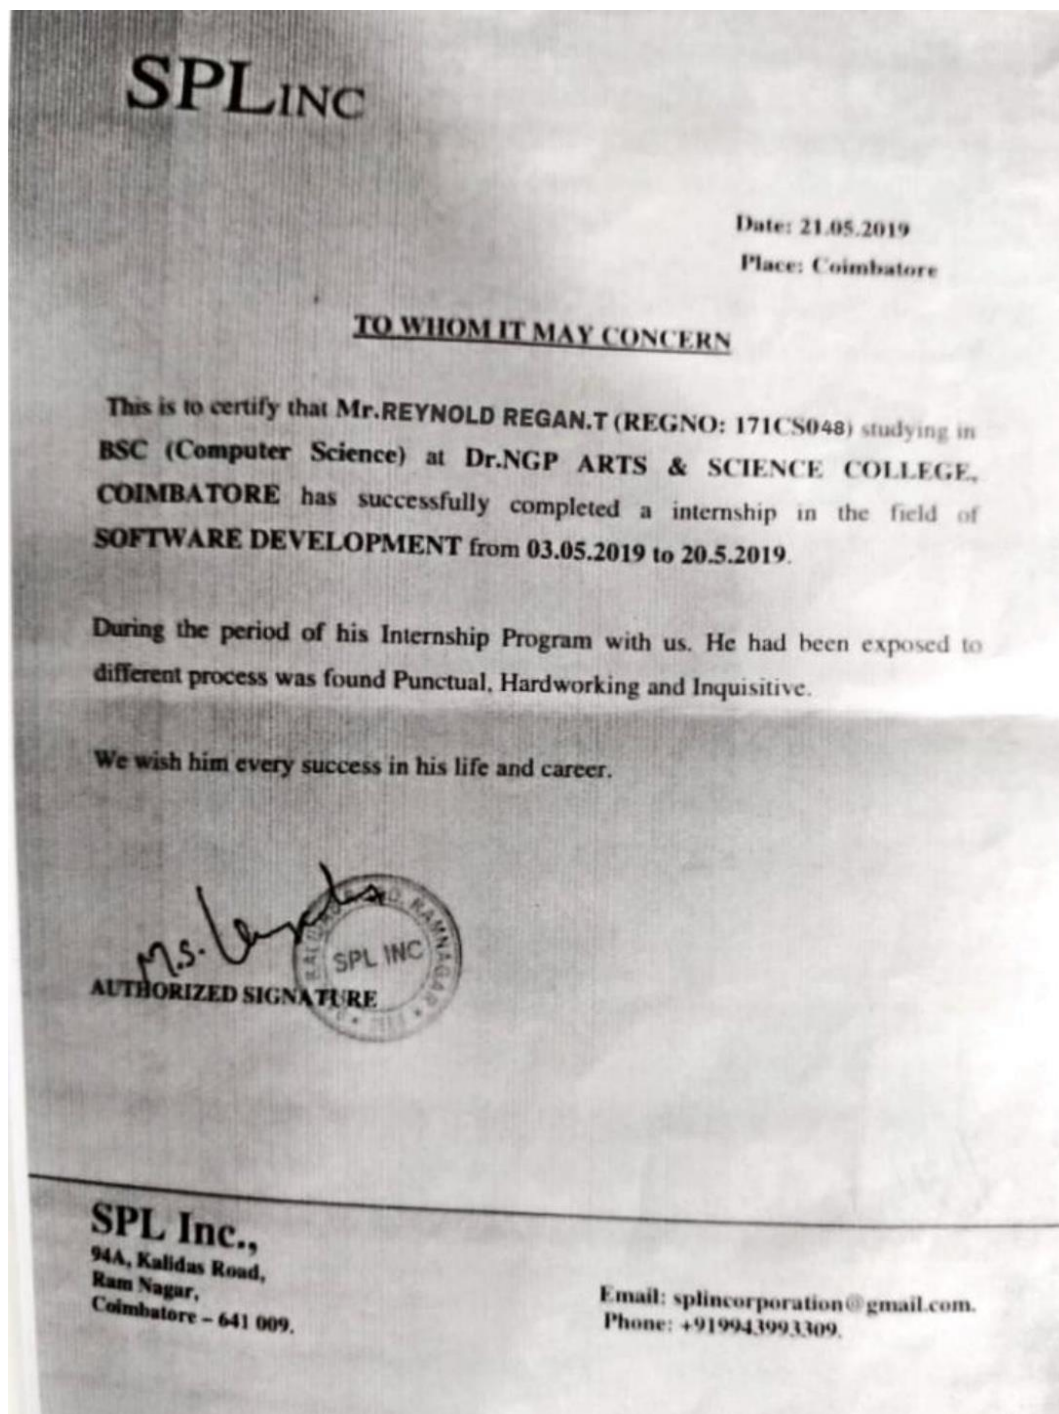 SPLINC
Date: 21.05.2019
Place: Coimbatore
TO WHOM IT MAY CONCERN
This is to certify that Mr.REYNOLD REGAN.T (REGNO: 171CS048) studying in
BSC (Computer Science) at Dr.NGP ARTS & SCIENCE COLLEGE,
COIMBATORE has successfully completed a internship in the field of
SOFTWARE DEVELOPMENT from 03.05.2019 to 20.5.2019.
During the period of his Internship Program with us. He had been exposed to
different process was found Punctual, Hardworking and Inquisitive.
We wish him every success in his life and career.
M.S.
SPL INC
RAMNAGAR
AUTHORIZED SIGNATURE
SPL Inc.,
94A, Kalidas Road,
Ram Nagar,
Coimbatore – 641 009.
Email: splincorporation@gmail.com.
Phone: +919943993309.